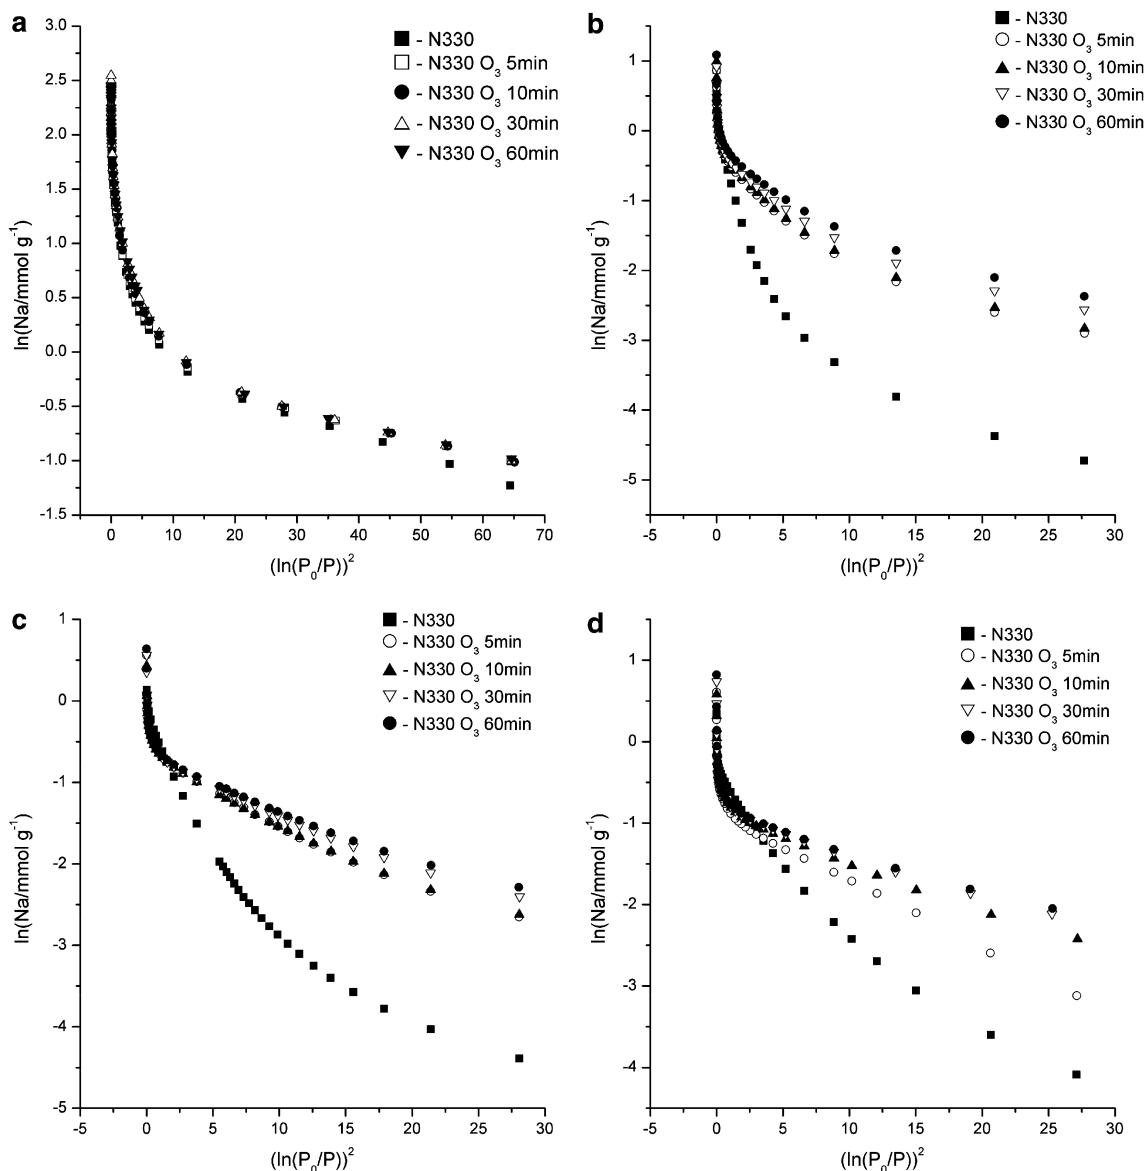 a
3.0
2.5
2.0
1.5
1.0
0.5
0.0
-0.5
-1.0
-1.5
ln(Na/mmol g⁻¹)
- N330
- N330 O₃ 5min
- N330 O₃ 10min
- N330 O₃ 30min
- N330 O₃ 60min
0 10 20 30 40 50 60 70
(ln(P₀/P))²
b
1
0
-1
-2
-3
-4
-5
ln(Na/mmol g⁻¹)
- N330
- N330 O₃ 5min
- N330 O₃ 10min
- N330 O₃ 30min
- N330 O₃ 60min
-5 0 5 10 15 20 25 30
(ln(P₀/P))²
c
1
0
-1
-2
-3
-4
-5
ln(Na/mmol g⁻¹)
- N330
- N330 O₃ 5min
- N330 O₃ 10min
- N330 O₃ 30min
- N330 O₃ 60min
-5 0 5 10 15 20 25 30
(ln(P₀/P))²
d
1
0
-1
-2
-3
-4
ln(Na/mmol g⁻¹)
- N330
- N330 O₃ 5min
- N330 O₃ 10min
- N330 O₃ 30min
- N330 O₃ 60min
-5 0 5 10 15 20 25 30
(ln(P₀/P))²